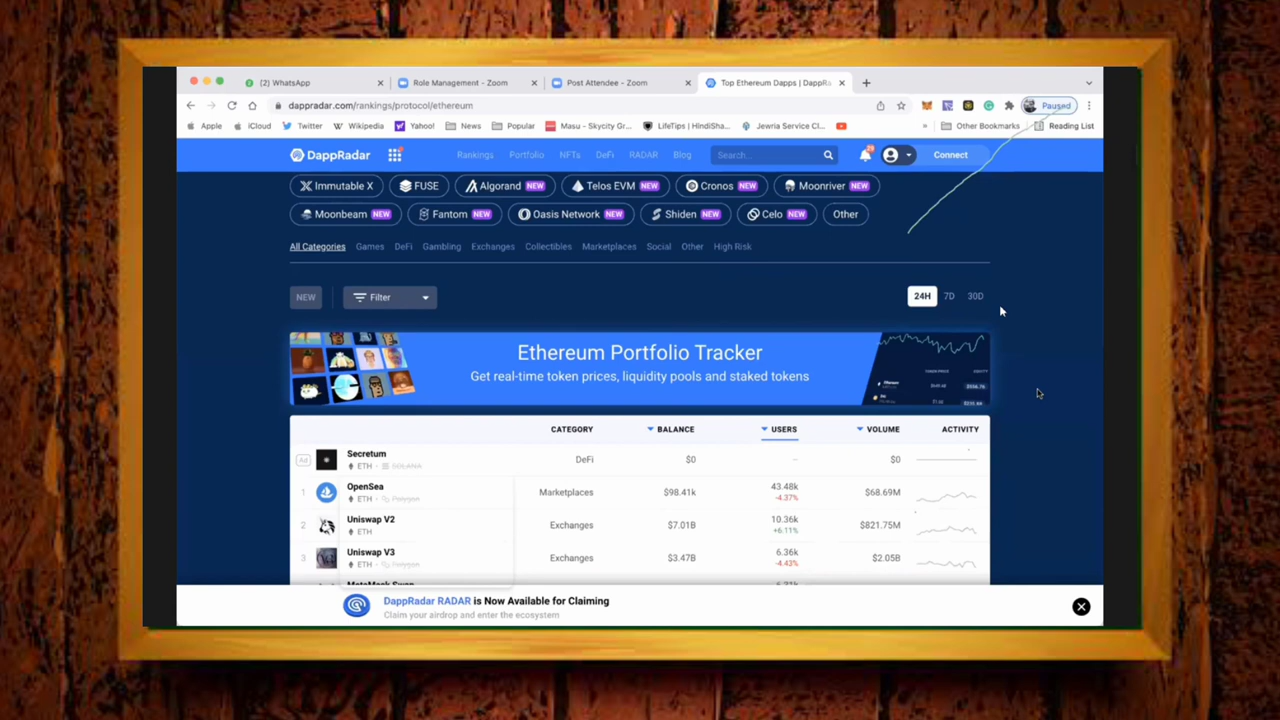 (2) WhatsApp
Role Management - Zoom
Post Attendee - Zoom
Top Ethereum Dapps | DappRa
dappradar.com/rankings/protocol/ethereum
Paused
Apple
iCloud
Twitter
Wikipedia
Yahoo!
News
Popular
Masu - Skycity Gr...
LifeTips | HindiSha...
Jewria Service Cl...
»
Other Bookmarks
Reading List
DappRadar
Rankings
Portfolio
NFTs
DeFi
RADAR
Blog
Search...
Connect
Immutable X
FUSE
Algorand NEW
Telos EVM NEW
Cronos NEW
Moonriver NEW
Moonbeam NEW
Fantom NEW
Oasis Network NEW
Shiden NEW
Celo NEW
Other
All Categories
Games
DeFi
Gambling
Exchanges
Collectibles
Marketplaces
Social
Other
High Risk
NEW
Filter
24H
7D
30D
Ethereum Portfolio Tracker
Get real-time token prices, liquidity pools and staked tokens
CATEGORY
BALANCE
USERS
VOLUME
ACTIVITY
Ad
Secretum
ETH · SOLANA
DeFi
$0
-
$0
1
OpenSea
ETH · Polygon
Marketplaces
$98.41k
43.48k
-4.37%
$68.69M
2
Uniswap V2
ETH
Exchanges
$7.01B
10.36k
+6.11%
$821.75M
3
Uniswap V3
ETH · Polygon
Exchanges
$3.47B
6.36k
-4.43%
$2.05B
MetaMask Swap
DappRadar RADAR is Now Available for Claiming
Claim your airdrop and enter the ecosystem